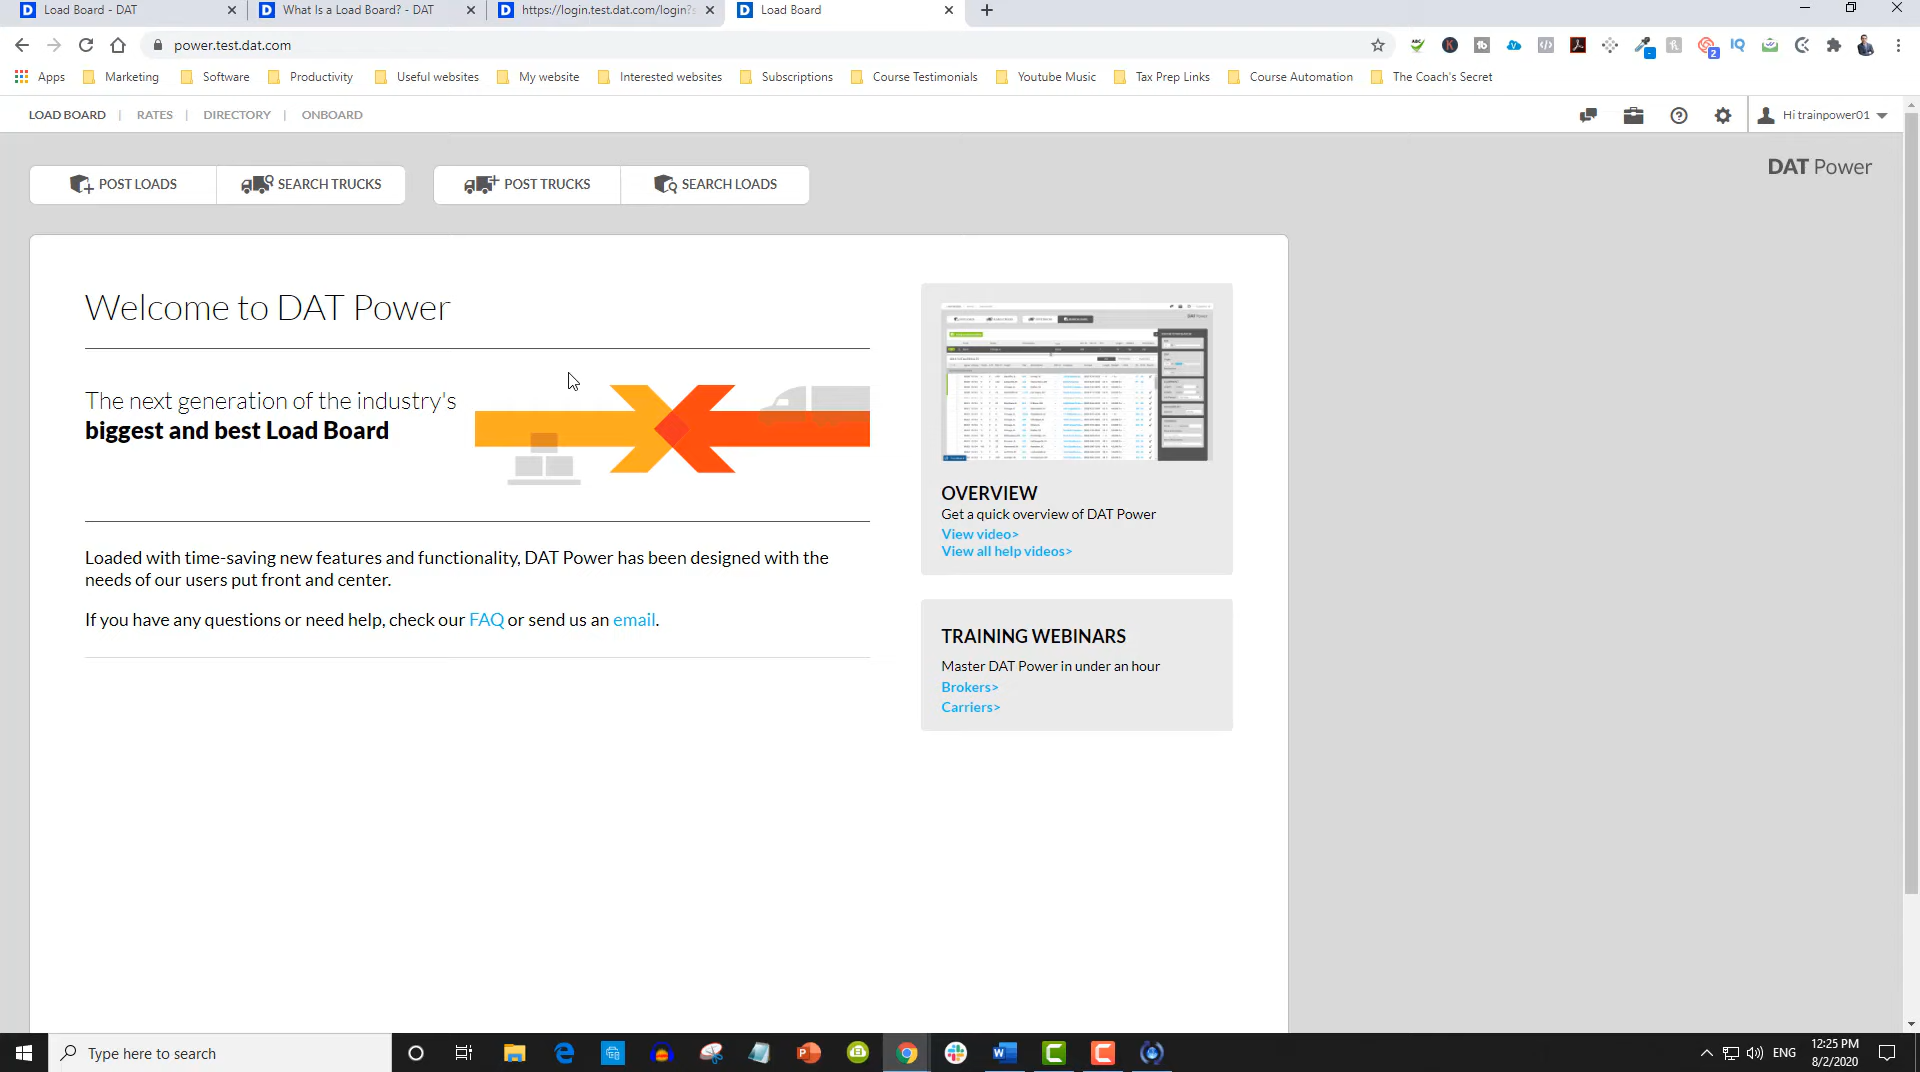 Load Board - DAT
What Is a Load Board? - DAT
https://login.test.dat.com/login?s
Load Board
power.test.dat.com
Apps
Marketing
Software
Productivity
Useful websites
My website
Interested websites
Subscriptions
Course Testimonials
Youtube Music
Tax Prep Links
Course Automation
The Coach's Secret
LOAD BOARD | RATES | DIRECTORY | ONBOARD
Hi trainpower01
POST LOADS
SEARCH TRUCKS
POST TRUCKS
SEARCH LOADS
DAT Power
Welcome to DAT Power
The next generation of the industry's
biggest and best Load Board
Loaded with time-saving new features and functionality, DAT Power has been designed with the
needs of our users put front and center.
If you have any questions or need help, check our FAQ or send us an email.
OVERVIEW
Get a quick overview of DAT Power
View video>
View all help videos>
TRAINING WEBINARS
Master DAT Power in under an hour
Brokers>
Carriers>
Type here to search
ENG
12:25 PM
8/2/2020